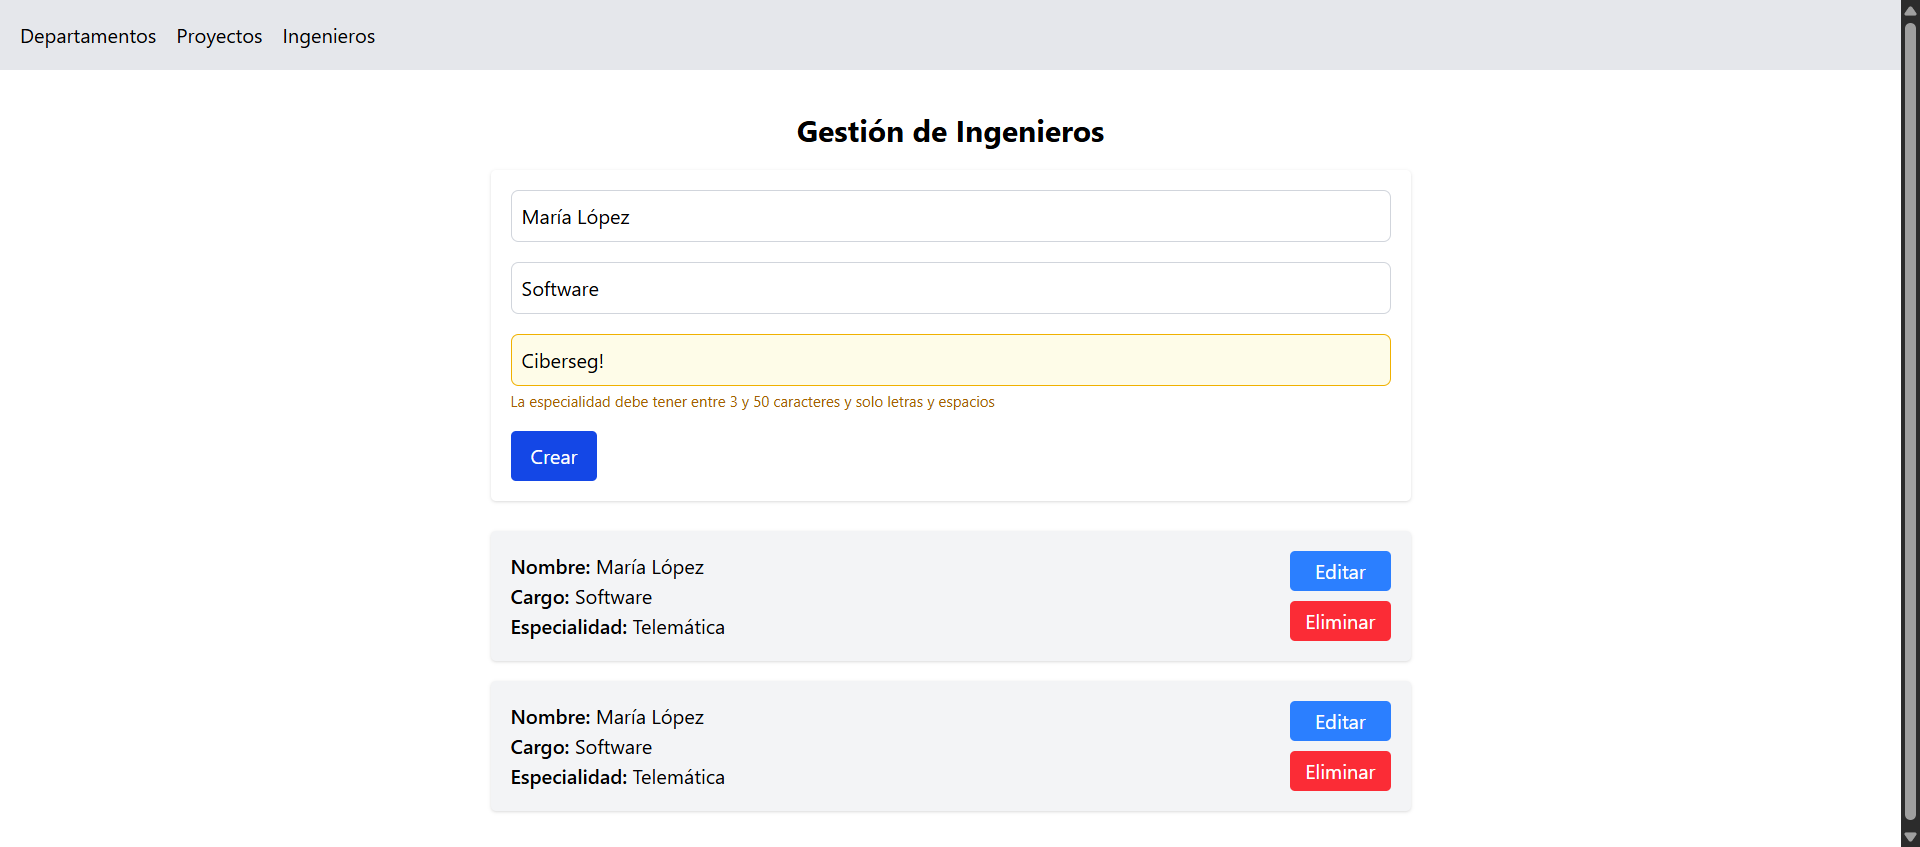 Departamentos Proyectos Ingenieros
Gestión de Ingenieros
María López
Software
Ciberseg!
La especialidad debe tener entre 3 y 50 caracteres y solo letras y espacios
Crear
Nombre: María López
Cargo: Software
Especialidad: Telemática
Editar
Eliminar
Nombre: María López
Cargo: Software
Especialidad: Telemática
Editar
Eliminar